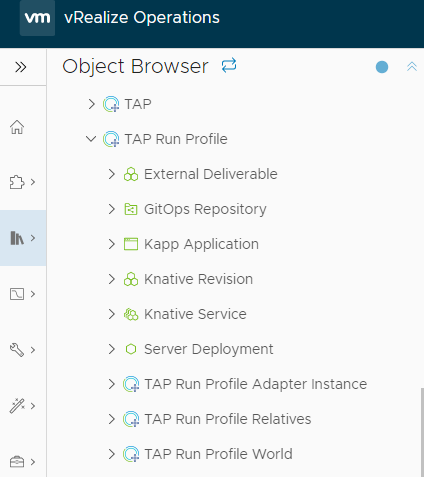 vm vRealize Operations
Object Browser
TAP
TAP Run Profile
External Deliverable
GitOps Repository
Kapp Application
Knative Revision
Knative Service
Server Deployment
TAP Run Profile Adapter Instance
TAP Run Profile Relatives
TAP Run Profile World